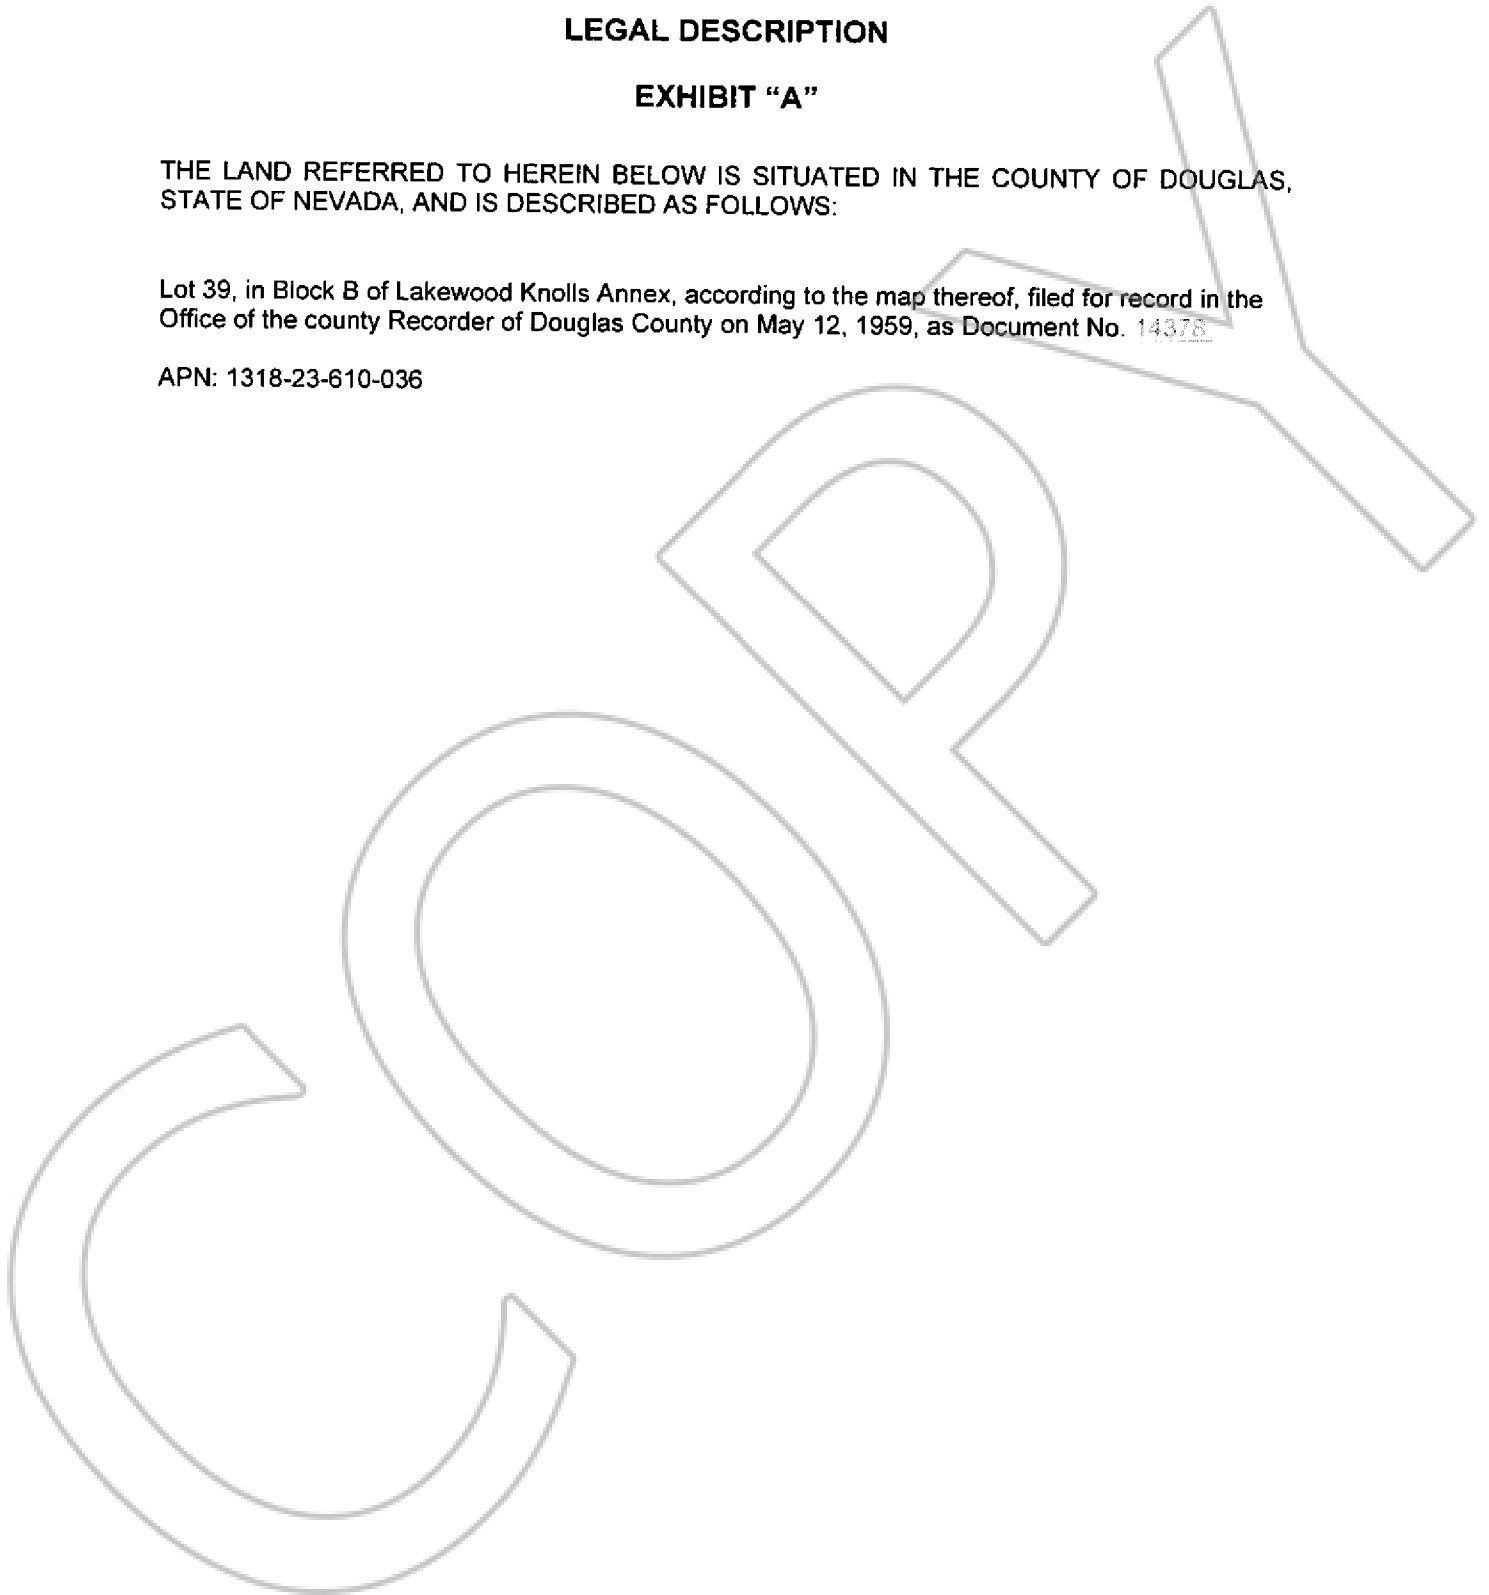 LEGAL DESCRIPTION
EXHIBIT “A”
THE LAND REFERRED TO HEREIN BELOW IS SITUATED IN THE COUNTY OF DOUGLAS,
STATE OF NEVADA, AND IS DESCRIBED AS FOLLOWS:
Lot 39, in Block B of Lakewood Knolls Annex, according to the map thereof, filed for record in the
Office of the county Recorder of Douglas County on May 12, 1959, as Document No. 14378
APN: 1318-23-610-036
COPY